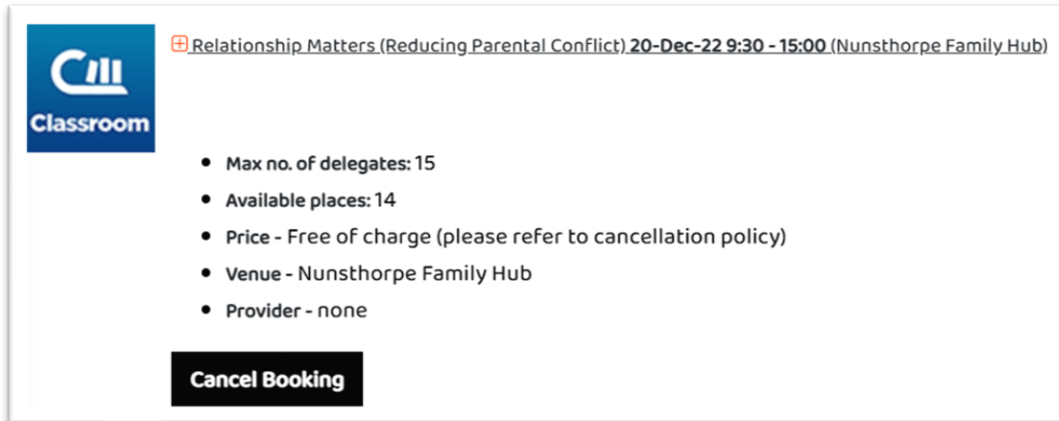 Relationship Matters (Reducing Parental Conflict) 20-Dec-22 9:30 - 15:00 (Nunsthorpe Family Hub)
Classroom
Max no. of delegates: 15
Available places: 14
Price - Free of charge (please refer to cancellation policy)
Venue - Nunsthorpe Family Hub
Provider - none
Cancel Booking